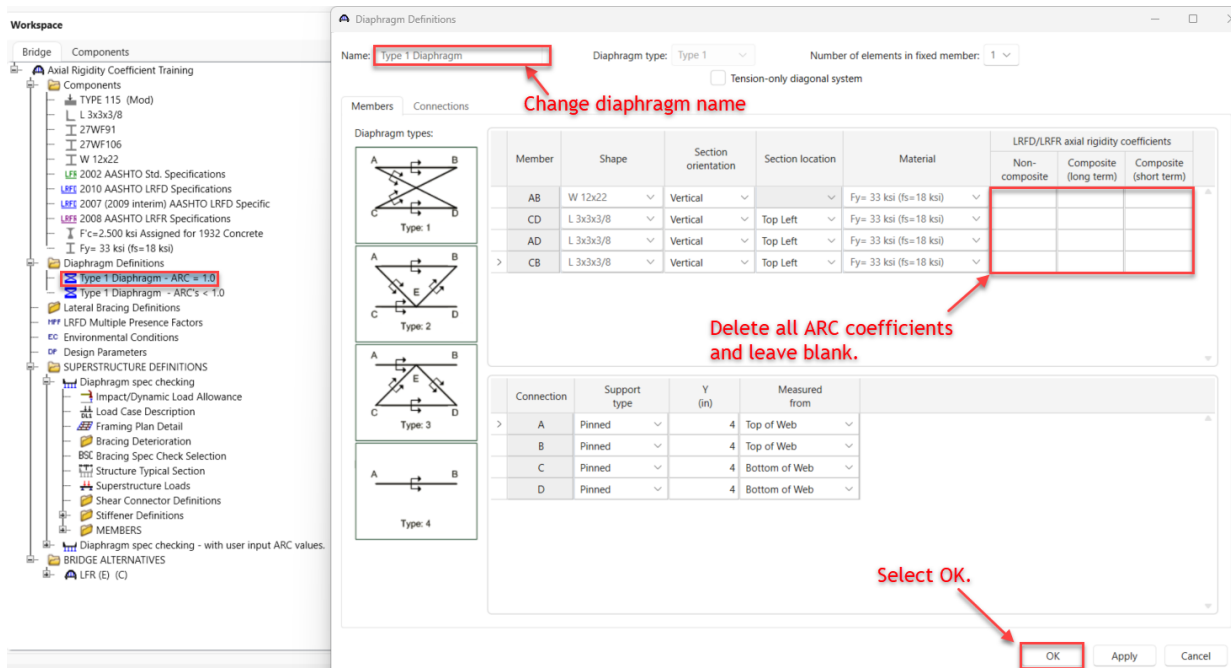 Workspace
Bridge Components
Axial Rigidity Coefficient Training
Components
TYPE 115 (Mod)
L 3x3x3/8
27WF91
27WF106
W 12x22
LFR 2002 AASHTO Std. Specifications
LRFD 2010 AASHTO LRFD Specifications
LRFD 2007 (2009 interim) AASHTO LRFD Specific
LRFR 2008 AASHTO LRFR Specifications
F'c=2.500 ksi Assigned for 1932 Concrete
Fy= 33 ksi (fs=18 ksi)
Diaphragm Definitions
Type 1 Diaphragm - ARC = 1.0
Type 1 Diaphragm - ARC's < 1.0
Lateral Bracing Definitions
MPF LRFD Multiple Presence Factors
EC Environmental Conditions
DP Design Parameters
SUPERSTRUCTURE DEFINITIONS
Diaphragm spec checking
Impact/Dynamic Load Allowance
Load Case Description
Framing Plan Detail
Bracing Deterioration
BSC Bracing Spec Check Selection
Structure Typical Section
Superstructure Loads
Shear Connector Definitions
Stiffener Definitions
MEMBERS
Diaphragm spec checking - with user input ARC values.
BRIDGE ALTERNATIVES
LFR (E) (C)
Diaphragm Definitions
Name: Type 1 Diaphragm Diaphragm type: Type 1 Number of elements in fixed member: 1
Tension-only diagonal system
Change diaphragm name
Members Connections
Diaphragm types:
A B
C D
Type: 1
A B
E
C D
Type: 2
A B
E
C D
Type: 3
A B
Type: 4
LRFD/LRFR axial rigidity coefficients
Member Shape Section orientation Section location Material Non-composite Composite (long term) Composite (short term)
AB W 12x22 Vertical Fy= 33 ksi (fs=18 ksi)
CD L 3x3x3/8 Vertical Top Left Fy= 33 ksi (fs=18 ksi)
AD L 3x3x3/8 Vertical Top Left Fy= 33 ksi (fs=18 ksi)
> CB L 3x3x3/8 Vertical Top Left Fy= 33 ksi (fs=18 ksi)
Delete all ARC coefficients
and leave blank.
Connection Support type Y (in) Measured from
> A Pinned 4 Top of Web
B Pinned 4 Top of Web
C Pinned 4 Bottom of Web
D Pinned 4 Bottom of Web
Select OK.
OK Apply Cancel